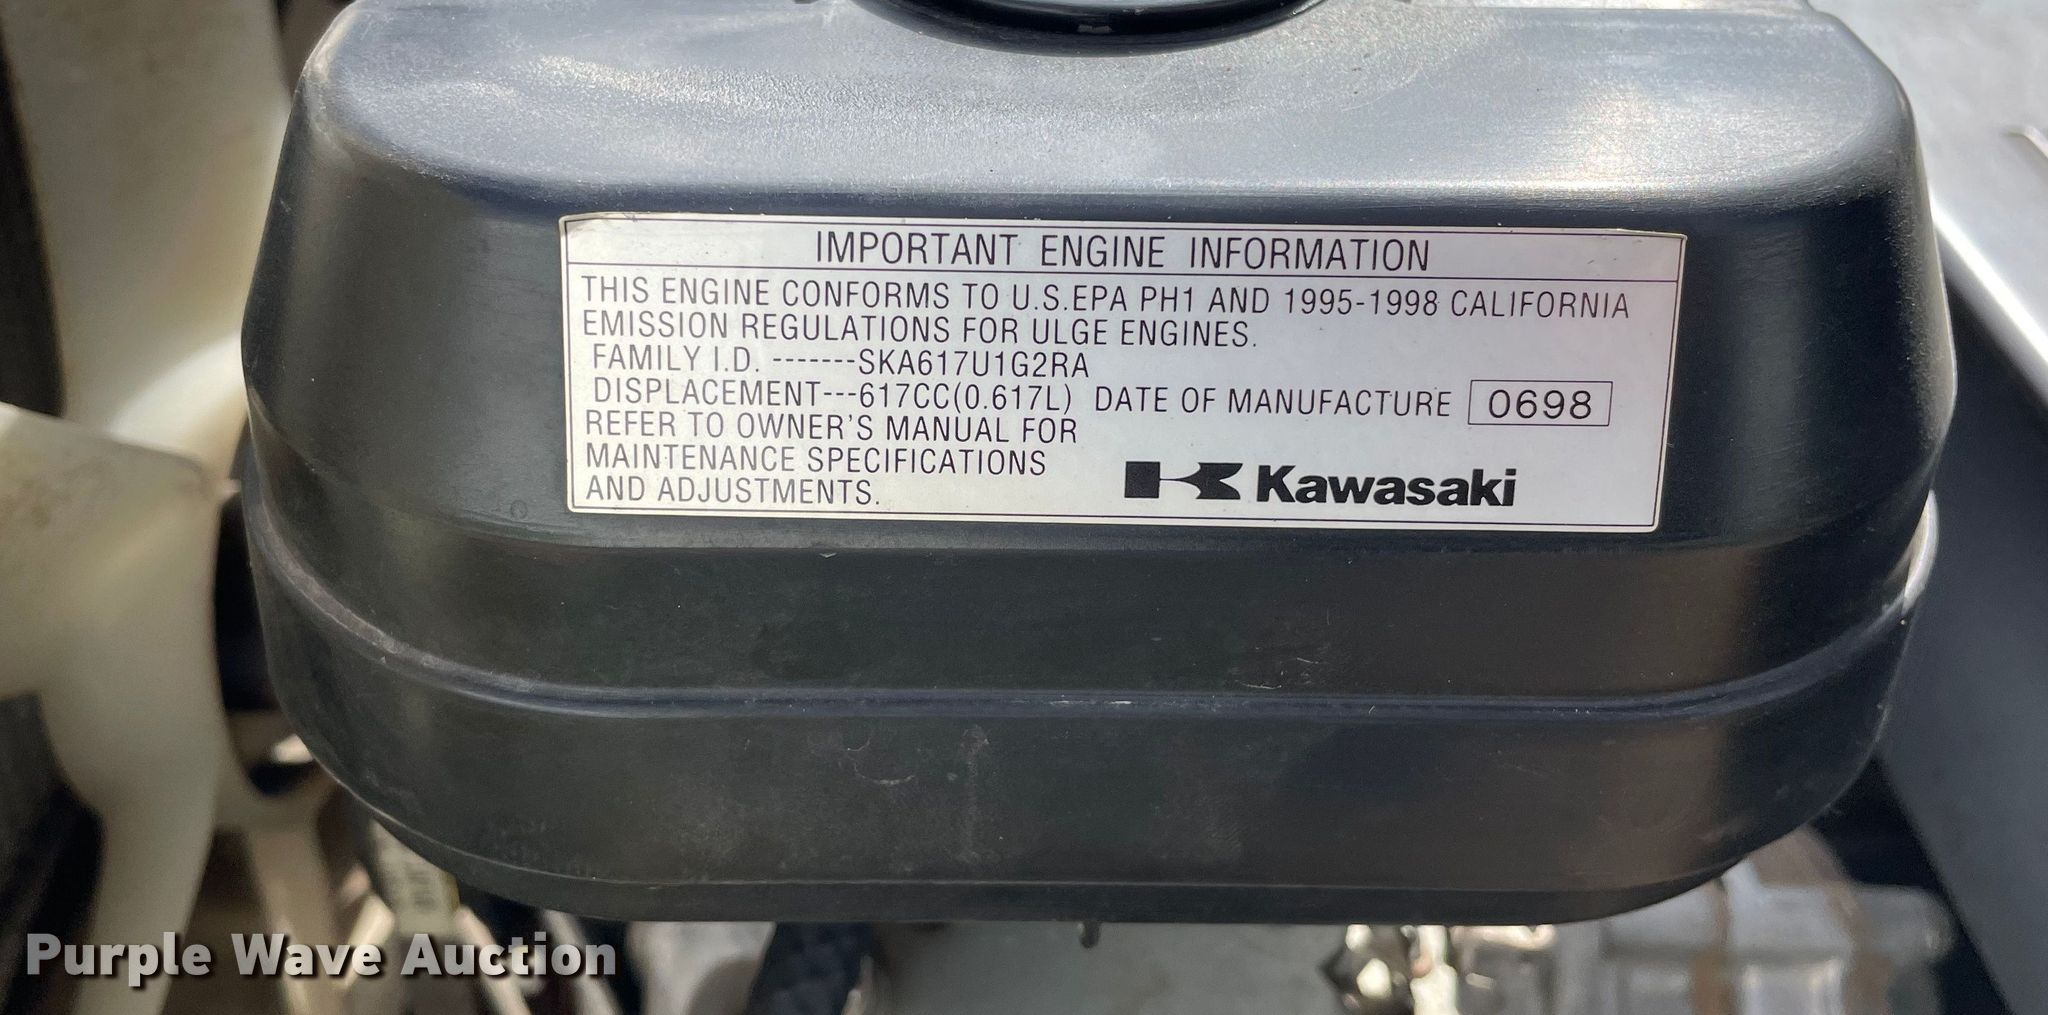 IMPORTANT ENGINE INFORMATION
THIS ENGINE CONFORMS TO U.S.EPA PH1 AND 1995-1998 CALIFORNIA
EMISSION REGULATIONS FOR ULGE ENGINES.
FAMILY I.D. -------SKA617U1G2RA
DISPLACEMENT---617CC(0.617L) DATE OF MANUFACTURE 0698
REFER TO OWNER'S MANUAL FOR
MAINTENANCE SPECIFICATIONS
AND ADJUSTMENTS.
Kawasaki
Purple Wave Auction